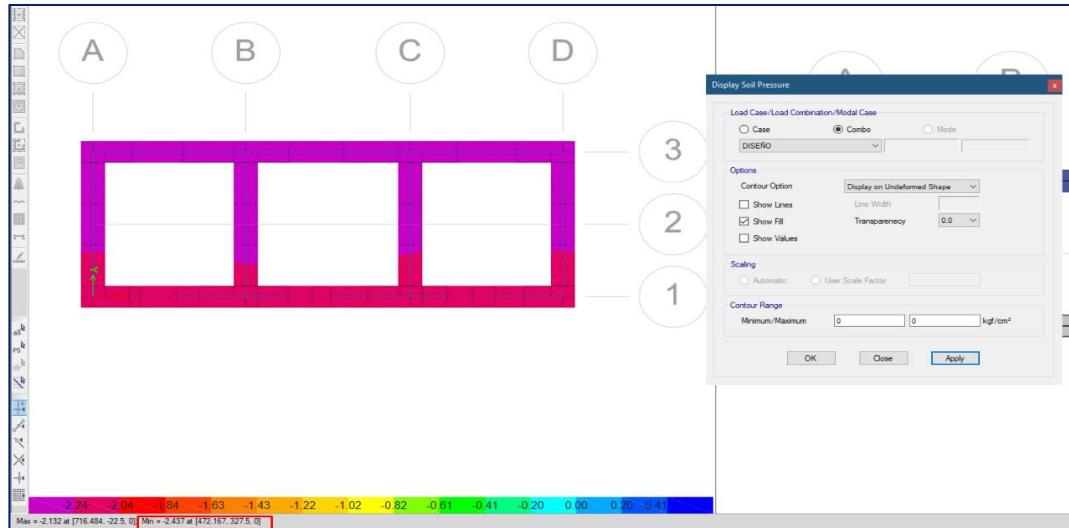 A B C D
3
2
1
Display Soil Pressure
Load Case/Load Combination/Modal Case
Case Combo Mode
DISEÑO
Options
Contour Option Display on Undeformed Shape
Show Lines Line Width
Show Fill Transparenecy 0.0
Show Values
Scaling
Automatic User Scale Factor
Contour Range
Minimum/Maximum 0 0 kgf/cm²
OK Close Apply
-2.24 -2.04 -1.84 -1.63 -1.43 -1.22 -1.02 -0.82 -0.61 -0.41 -0.20 0.00 0.20 0.41
Max = -2.132 at [716.484, -22.5, 0]; Min = -2.437 at [472.167, 327.5, 0]